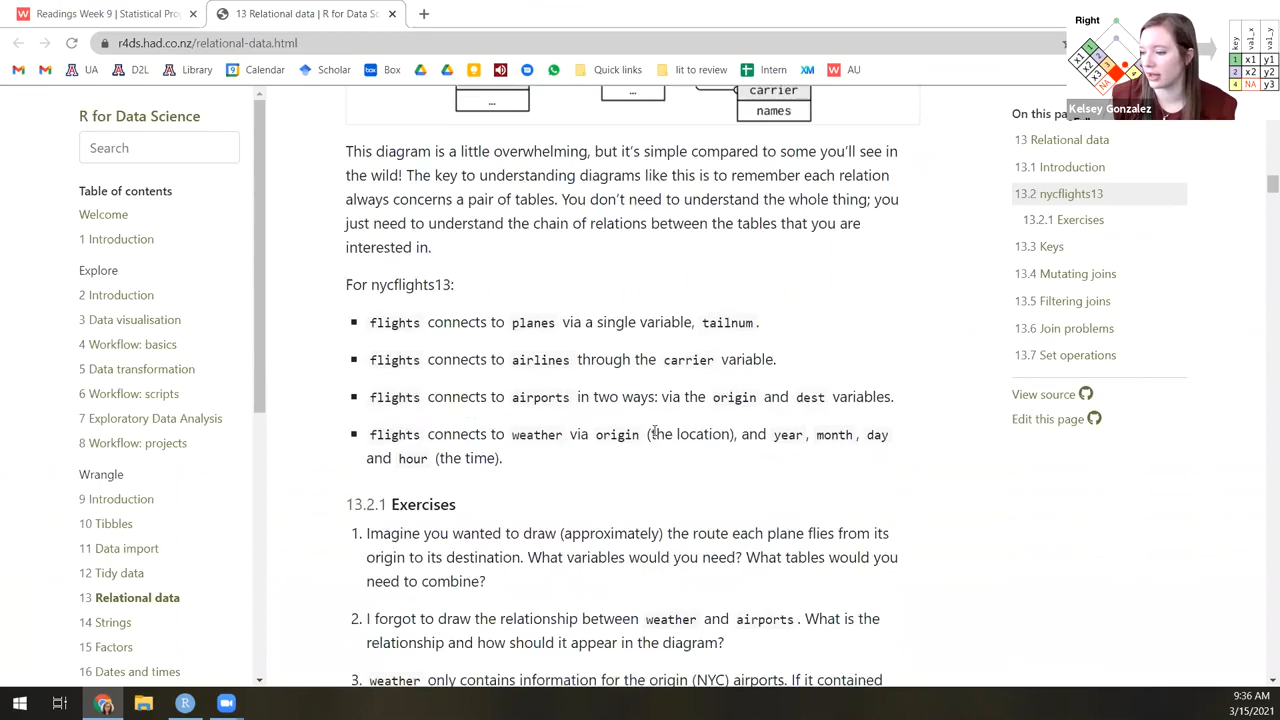 Readings Week 9 | Statistical Pro
13 Relational data | R for Data Sc
r4ds.had.co.nz/relational-data.html
UA
D2L
Library
Calendar
Scholar
Box
Quick links
lit to review
Intern
AU
Right
key
val_x
val_y
1 x1 y1
2 x2 y2
4 NA y3
Kelsey Gonzalez
R for Data Science
Search
Table of contents
Welcome
1 Introduction
Explore
2 Introduction
3 Data visualisation
4 Workflow: basics
5 Data transformation
6 Workflow: scripts
7 Exploratory Data Analysis
8 Workflow: projects
Wrangle
9 Introduction
10 Tibbles
11 Data import
12 Tidy data
13 Relational data
14 Strings
15 Factors
16 Dates and times
...
...
carrier
names
This diagram is a little overwhelming, but it's simple compared to some you'll see in
the wild! The key to understanding diagrams like this is to remember each relation
always concerns a pair of tables. You don't need to understand the whole thing; you
just need to understand the chain of relations between the tables that you are
interested in.
For nycflights13:
flights connects to planes via a single variable, tailnum.
flights connects to airlines through the carrier variable.
flights connects to airports in two ways: via the origin and dest variables.
flights connects to weather via origin (the location), and year, month, day
and hour (the time).
13.2.1 Exercises
1. Imagine you wanted to draw (approximately) the route each plane flies from its
origin to its destination. What variables would you need? What tables would you
need to combine?
2. I forgot to draw the relationship between weather and airports. What is the
relationship and how should it appear in the diagram?
3. weather only contains information for the origin (NYC) airports. If it contained
On this pag
13 Relational data
13.1 Introduction
13.2 nycflights13
13.2.1 Exercises
13.3 Keys
13.4 Mutating joins
13.5 Filtering joins
13.6 Join problems
13.7 Set operations
View source
Edit this page
9:36 AM
3/15/2021